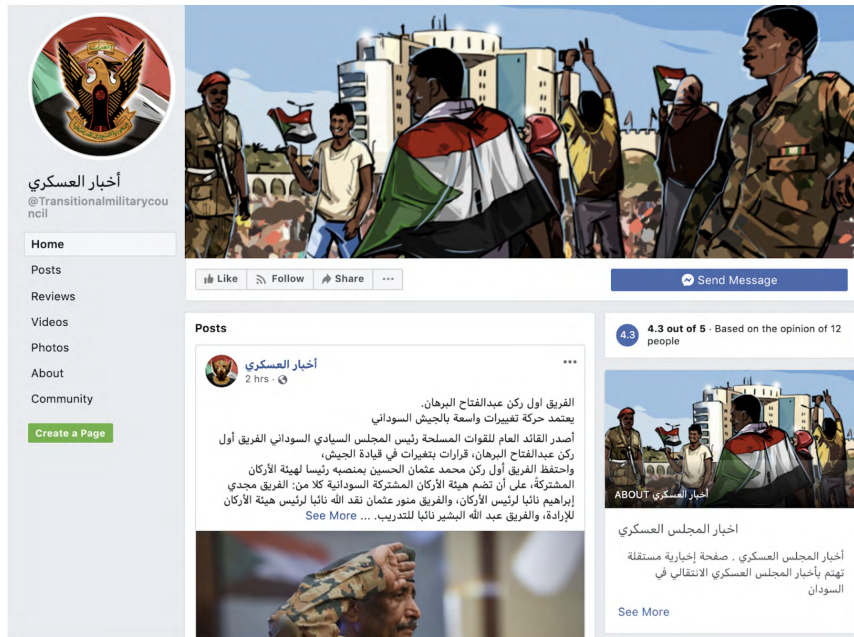 أخبار العسكري
@Transitionalmilitarycou
ncil
Home
Posts
Reviews
Videos
Photos
About
Community
Create a Page
Like
Follow
Share
Send Message
Posts
أخبار العسكري
2 hrs
الفريق اول ركن عبدالفتاح البرهان.
يعتمد حركة تغييرات واسعة بالجيش السوداني
أصدر القائد العام للقوات المسلحة رئيس المجلس السيادي السوداني الفريق أول
ركن عبدالفتاح البرهان، قرارات بتغيرات في قيادة الجيش،
واحتفظ الفريق أول ركن محمد عثمان الحسين بمنصبه رئيسا لهيئة الأركان
المشتركةً، على أن تضم هيئة الأركان المشتركة السودانية كلا من: الفريق مجدي
إبراهيم نائبا لرئيس الأركان، والفريق منور عثمان نقد الله نائبا لرئيس هيئة الأركان
للإرادة، والفريق عبد الله البشير نائبا للتدريب. ... See More
4.3
4.3 out of 5 · Based on the opinion of 12
people
أخبار العسكري ABOUT
اخبار المجلس العسكري
أخبار المجلس العسكري . صفحة إخبارية مستقلة
تهتم بأخبار المجلس العسكري الانتقالي في
السودان
See More